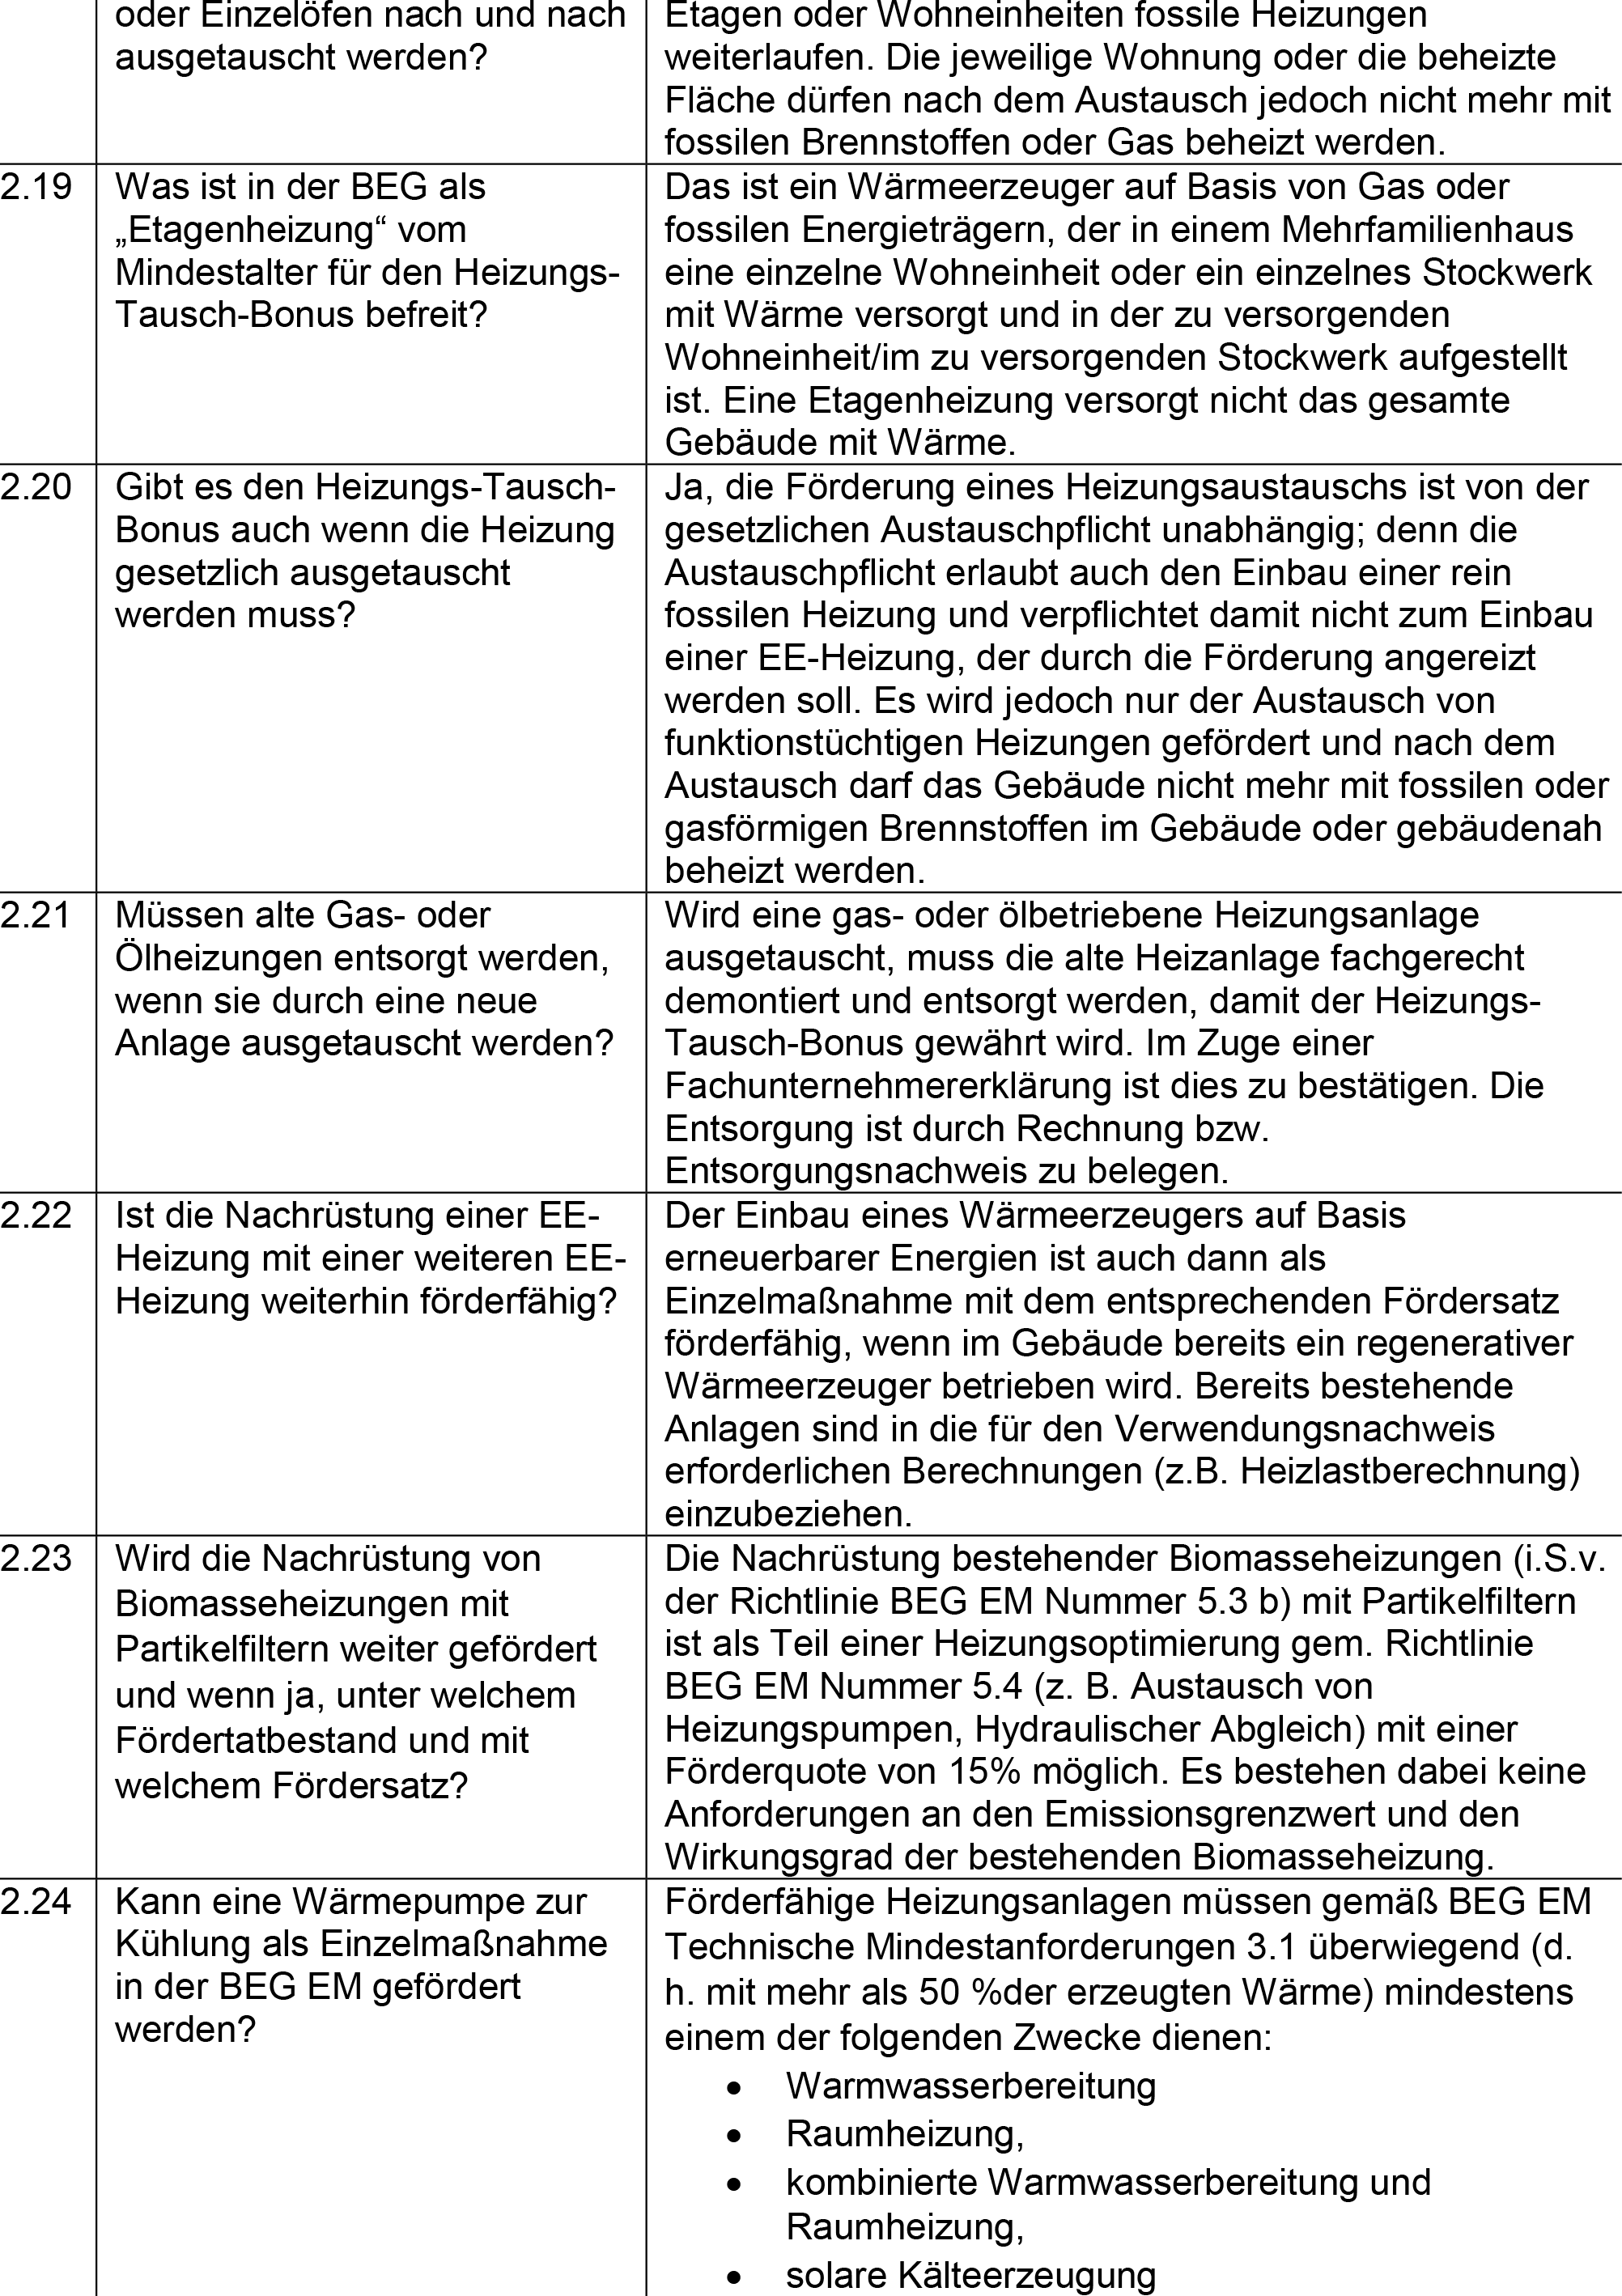 oder Einzelöfen nach und nach
ausgetauscht werden?
Etagen oder Wohneinheiten fossile Heizungen
weiterlaufen. Die jeweilige Wohnung oder die beheizte
Fläche dürfen nach dem Austausch jedoch nicht mehr mit
fossilen Brennstoffen oder Gas beheizt werden.
2.19
Was ist in der BEG als
„Etagenheizung“ vom
Mindestalter für den Heizungs-
Tausch-Bonus befreit?
Das ist ein Wärmeerzeuger auf Basis von Gas oder
fossilen Energieträgern, der in einem Mehrfamilienhaus
eine einzelne Wohneinheit oder ein einzelnes Stockwerk
mit Wärme versorgt und in der zu versorgenden
Wohneinheit/im zu versorgenden Stockwerk aufgestellt
ist. Eine Etagenheizung versorgt nicht das gesamte
Gebäude mit Wärme.
2.20
Gibt es den Heizungs-Tausch-
Bonus auch wenn die Heizung
gesetzlich ausgetauscht
werden muss?
Ja, die Förderung eines Heizungsaustauschs ist von der
gesetzlichen Austauschpflicht unabhängig; denn die
Austauschpflicht erlaubt auch den Einbau einer rein
fossilen Heizung und verpflichtet damit nicht zum Einbau
einer EE-Heizung, der durch die Förderung angereizt
werden soll. Es wird jedoch nur der Austausch von
funktionstüchtigen Heizungen gefördert und nach dem
Austausch darf das Gebäude nicht mehr mit fossilen oder
gasförmigen Brennstoffen im Gebäude oder gebäudenah
beheizt werden.
2.21
Müssen alte Gas- oder
Ölheizungen entsorgt werden,
wenn sie durch eine neue
Anlage ausgetauscht werden?
Wird eine gas- oder ölbetriebene Heizungsanlage
ausgetauscht, muss die alte Heizanlage fachgerecht
demontiert und entsorgt werden, damit der Heizungs-
Tausch-Bonus gewährt wird. Im Zuge einer
Fachunternehmererklärung ist dies zu bestätigen. Die
Entsorgung ist durch Rechnung bzw.
Entsorgungsnachweis zu belegen.
2.22
Ist die Nachrüstung einer EE-
Heizung mit einer weiteren EE-
Heizung weiterhin förderfähig?
Der Einbau eines Wärmeerzeugers auf Basis
erneuerbarer Energien ist auch dann als
Einzelmaßnahme mit dem entsprechenden Fördersatz
förderfähig, wenn im Gebäude bereits ein regenerativer
Wärmeerzeuger betrieben wird. Bereits bestehende
Anlagen sind in die für den Verwendungsnachweis
erforderlichen Berechnungen (z.B. Heizlastberechnung)
einzubeziehen.
2.23
Wird die Nachrüstung von
Biomasseheizungen mit
Partikelfiltern weiter gefördert
und wenn ja, unter welchem
Fördertatbestand und mit
welchem Fördersatz?
Die Nachrüstung bestehender Biomasseheizungen (i.S.v.
der Richtlinie BEG EM Nummer 5.3 b) mit Partikelfiltern
ist als Teil einer Heizungsoptimierung gem. Richtlinie
BEG EM Nummer 5.4 (z. B. Austausch von
Heizungspumpen, Hydraulischer Abgleich) mit einer
Förderquote von 15% möglich. Es bestehen dabei keine
Anforderungen an den Emissionsgrenzwert und den
Wirkungsgrad der bestehenden Biomasseheizung.
2.24
Kann eine Wärmepumpe zur
Kühlung als Einzelmaßnahme
in der BEG EM gefördert
werden?
Förderfähige Heizungsanlagen müssen gemäß BEG EM
Technische Mindestanforderungen 3.1 überwiegend (d.
h. mit mehr als 50 %der erzeugten Wärme) mindestens
einem der folgenden Zwecke dienen:
• Warmwasserbereitung
• Raumheizung,
• kombinierte Warmwasserbereitung und
Raumheizung,
• solare Kälteerzeugung